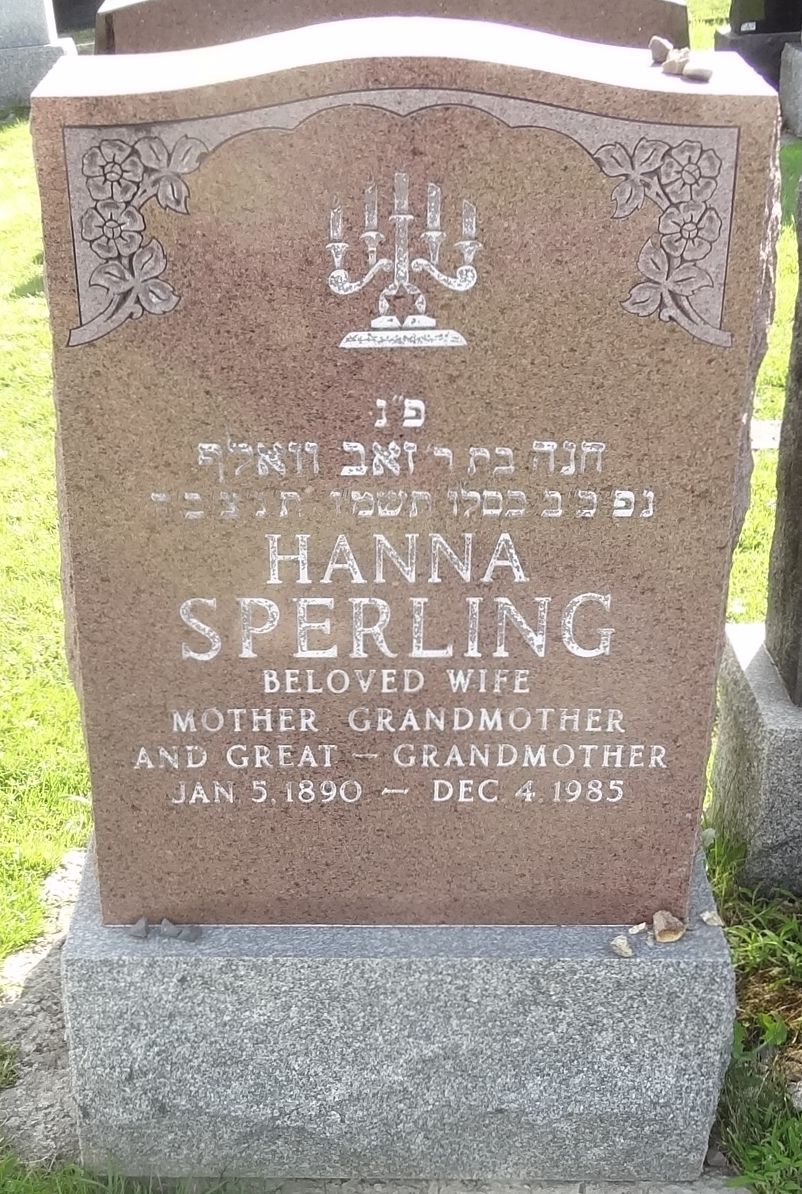 פ״נ
חנה בת ר׳ זאב וואלף
נפ׳ כ״ב כסלו תשמ״ו ת׳נ׳צ׳ב׳ה׳
HANNA
SPERLING
BELOVED WIFE
MOTHER GRANDMOTHER
AND GREAT – GRANDMOTHER
JAN. 5. 1890 – DEC. 4. 1985